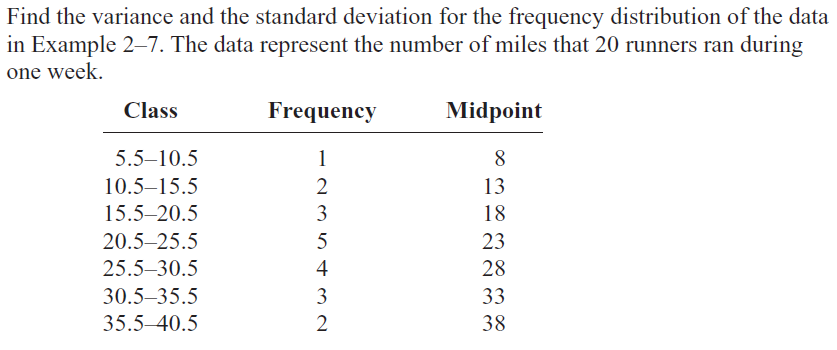 Find the variance and the standard deviation for the frequency distribution of the data
in Example 2–7. The data represent the number of miles that 20 runners ran during
one week.
Class Frequency Midpoint
5.5–10.5 1 8
10.5–15.5 2 13
15.5–20.5 3 18
20.5–25.5 5 23
25.5–30.5 4 28
30.5–35.5 3 33
35.5–40.5 2 38